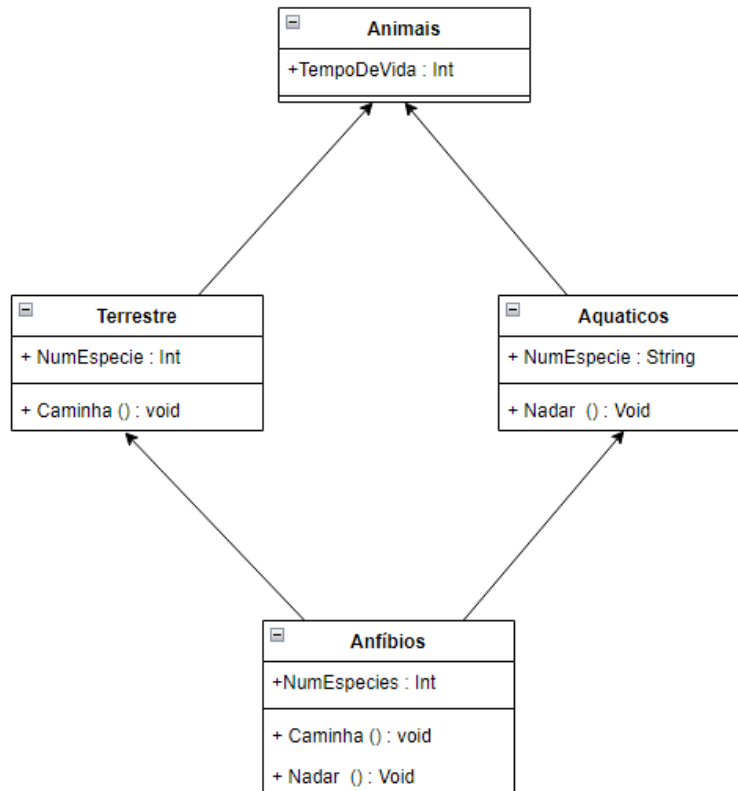 Animais
+TempoDeVida : Int
Terrestre
+ NumEspecie : Int
+ Caminha () : void
Aquaticos
+ NumEspecie : String
+ Nadar () : Void
Anfíbios
+NumEspecies : Int
+ Caminha () : void
+ Nadar () : Void